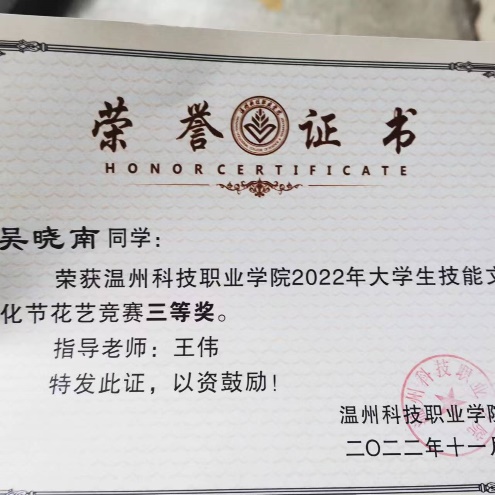 荣誉证书
HONOR CERTIFICATE
吴晓南同学：
荣获温州科技职业学院2022年大学生技能文
化节花艺竞赛三等奖。
指导老师：王伟
特发此证，以资鼓励！
温州科技职业学院
二〇二二年十一月